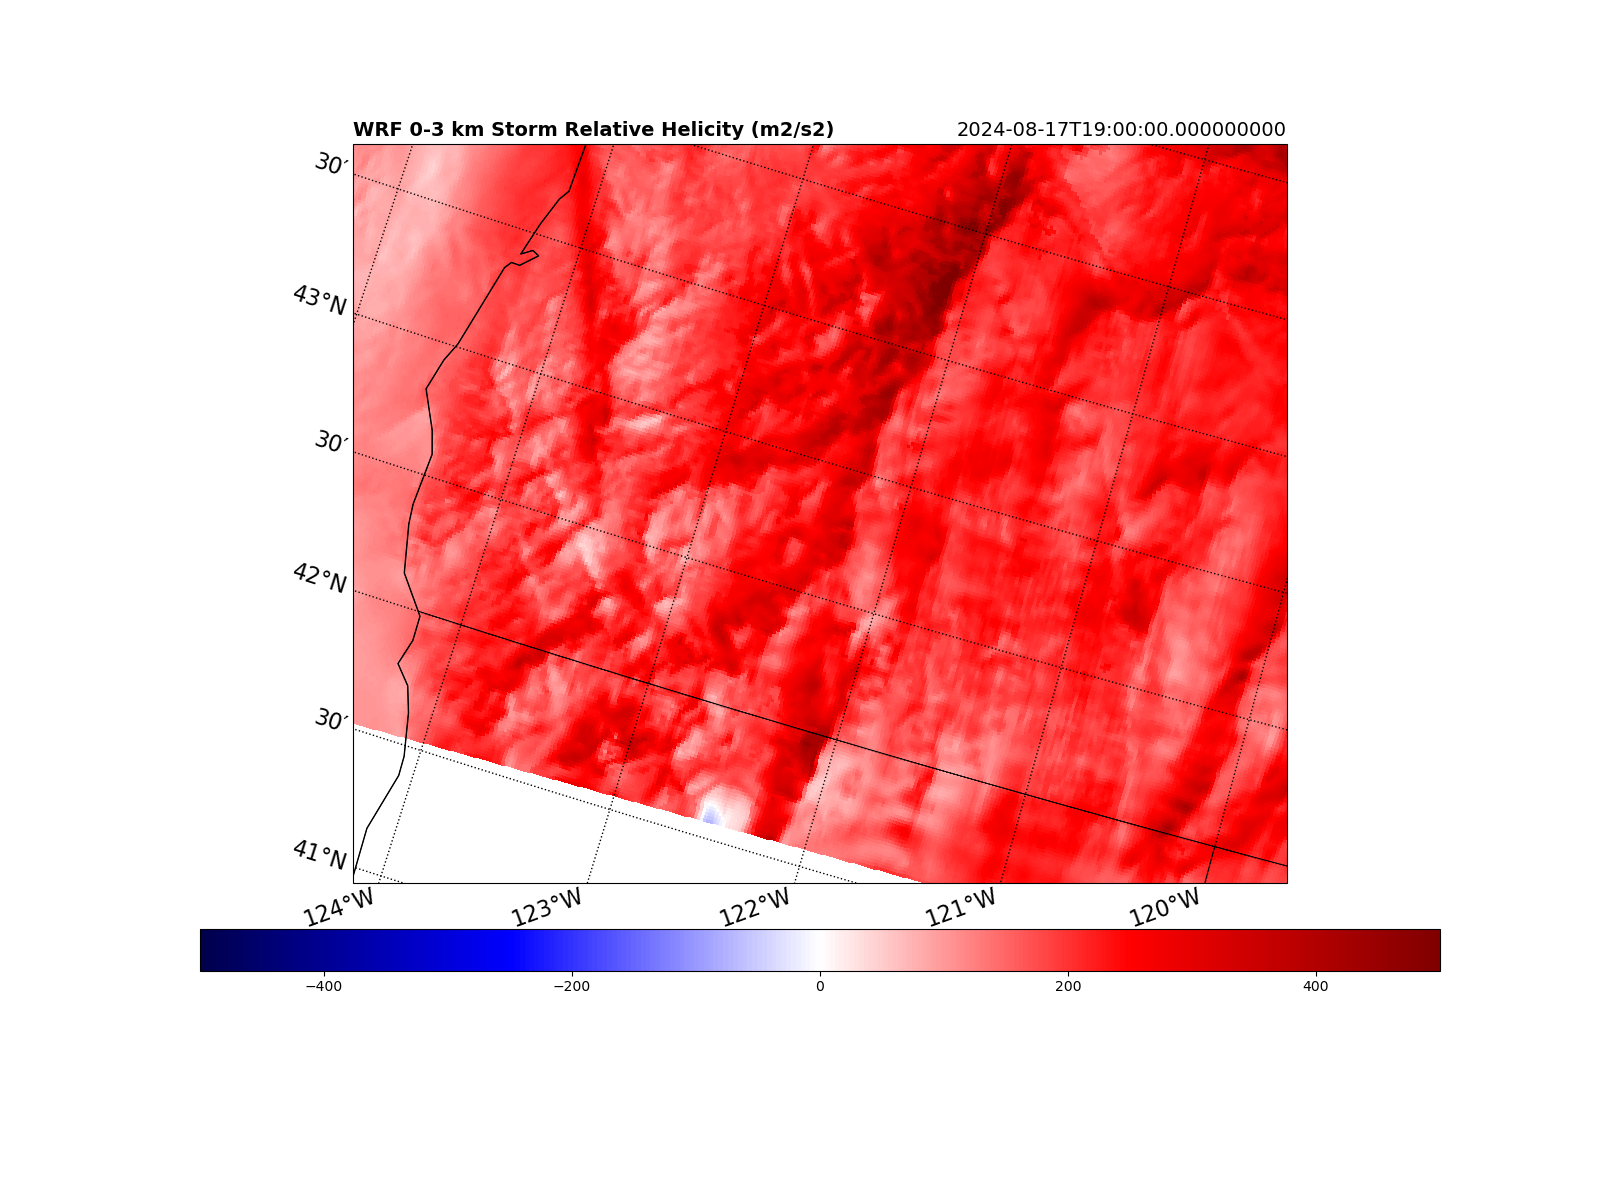 WRF 0-3 km Storm Relative Helicity (m2/s2) 2024-08-17T19:00:00.000000000
30′
43°N
30′
42°N
30′
41°N
124°W 123°W 122°W 121°W 120°W
−400 −200 0 200 400